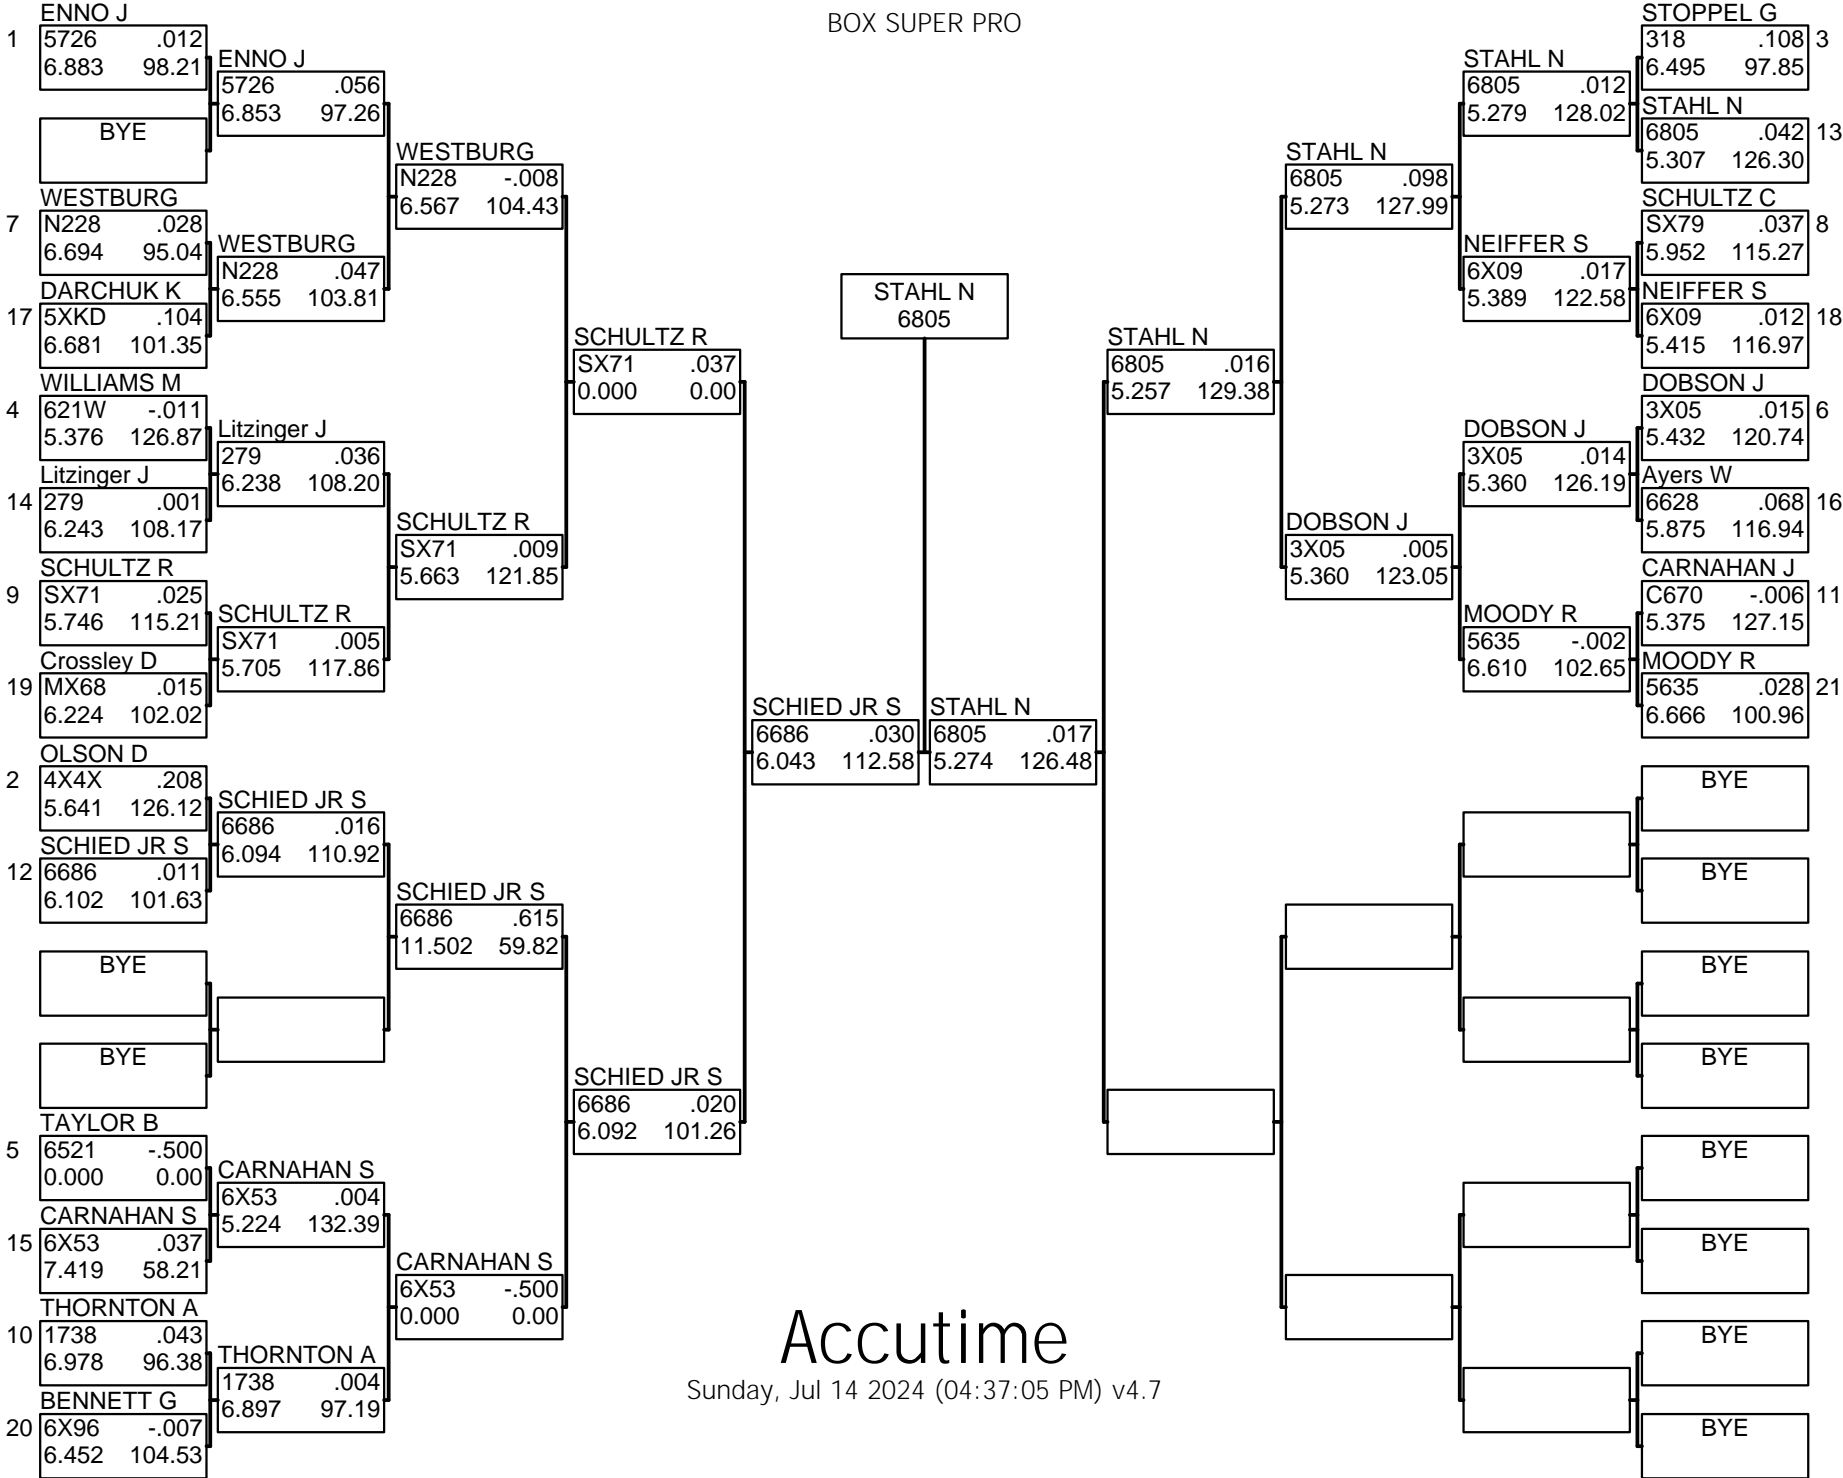 BOX SUPER PRO
ENNO J
1 5726 .012
6.883 98.21
BYE
WESTBURG
7 N228 .028
6.694 95.04
DARCHUK K
17 5XKD .104
6.681 101.35
WILLIAMS M
4 621W -.011
5.376 126.87
Litzinger J
14 279 .001
6.243 108.17
SCHULTZ R
9 SX71 .025
5.746 115.21
Crossley D
19 MX68 .015
6.224 102.02
OLSON D
2 4X4X .208
5.641 126.12
SCHIED JR S
12 6686 .011
6.102 101.63
BYE
BYE
TAYLOR B
5 6521 -.500
0.000 0.00
CARNAHAN S
15 6X53 .037
7.419 58.21
THORNTON A
10 1738 .043
6.978 96.38
BENNETT G
20 6X96 -.007
6.452 104.53
ENNO J
5726 .056
6.853 97.26
WESTBURG
N228 .047
6.555 103.81
Litzinger J
279 .036
6.238 108.20
SCHULTZ R
SX71 .005
5.705 117.86
SCHIED JR S
6686 .016
6.094 110.92
CARNAHAN S
6X53 .004
5.224 132.39
THORNTON A
1738 .004
6.897 97.19
WESTBURG
N228 -.008
6.567 104.43
SCHULTZ R
SX71 .009
5.663 121.85
SCHIED JR S
6686 .615
11.502 59.82
CARNAHAN S
6X53 -.500
0.000 0.00
SCHULTZ R
SX71 .037
0.000 0.00
SCHIED JR S
6686 .020
6.092 101.26
SCHIED JR S
6686 .030
6.043 112.58
STAHL N
6805
STAHL N
6805 .017
5.274 126.48
STAHL N
6805 .016
5.257 129.38
STAHL N
6805 .098
5.273 127.99
DOBSON J
3X05 .005
5.360 123.05
STAHL N
6805 .012
5.279 128.02
NEIFFER S
6X09 .017
5.389 122.58
DOBSON J
3X05 .014
5.360 126.19
MOODY R
5635 -.002
6.610 102.65
STOPPEL G
318 .108 3
6.495 97.85
STAHL N
6805 .042 13
5.307 126.30
SCHULTZ C
SX79 .037 8
5.952 115.27
NEIFFER S
6X09 .012 18
5.415 116.97
DOBSON J
3X05 .015 6
5.432 120.74
Ayers W
6628 .068 16
5.875 116.94
CARNAHAN J
C670 -.006 11
5.375 127.15
MOODY R
5635 .028 21
6.666 100.96
BYE
BYE
BYE
BYE
BYE
BYE
BYE
BYE
Accutime
Sunday, Jul 14 2024 (04:37:05 PM) v4.7